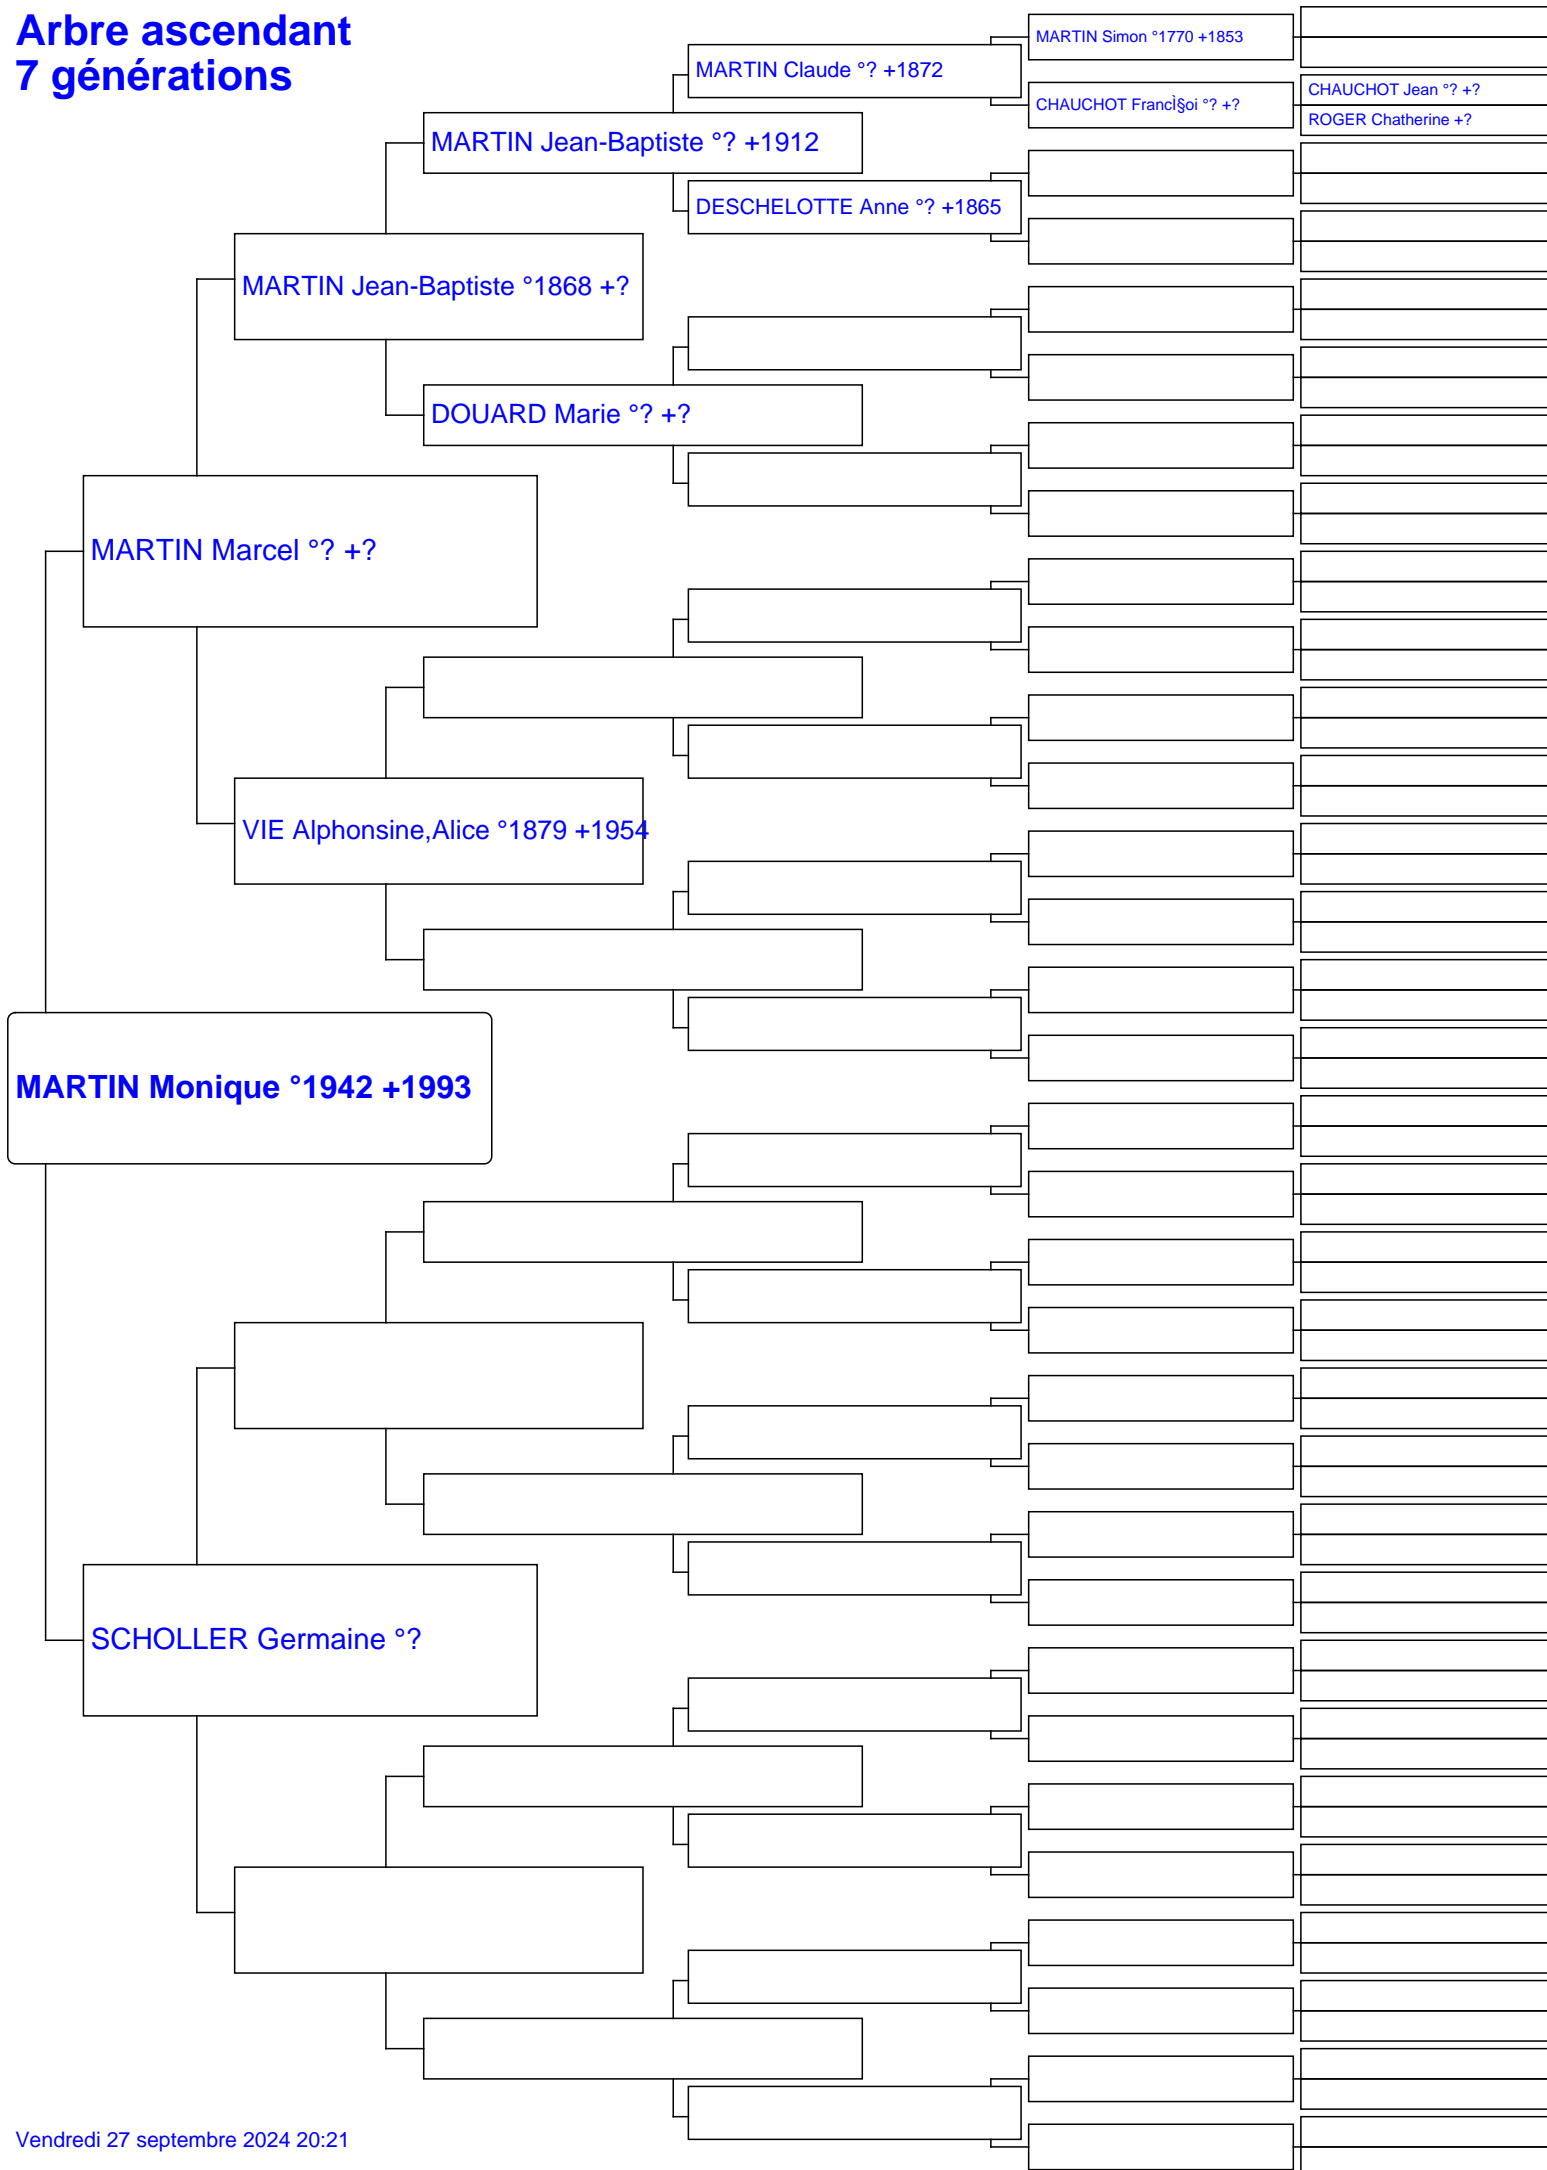 Arbre ascendant
7 générations
MARTIN Simon °1770 +1853
MARTIN Claude °? +1872
CHAUCHOT Jean °? +?
CHAUCHOT Franc̀§oi °? +?
ROGER Chatherine +?
MARTIN Jean-Baptiste °? +1912
DESCHELOTTE Anne °? +1865
MARTIN Jean-Baptiste °1868 +?
DOUARD Marie °? +?
MARTIN Marcel °? +?
VIE Alphonsine,Alice °1879 +1954
MARTIN Monique °1942 +1993
SCHOLLER Germaine °?
Vendredi 27 septembre 2024 20:21